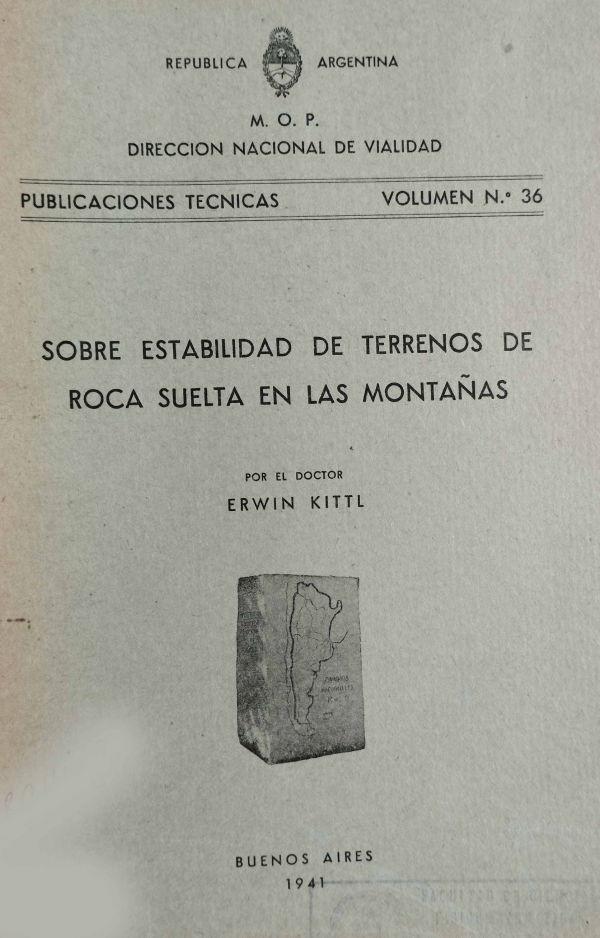 REPUBLICA ARGENTINA
M. O. P.
DIRECCION NACIONAL DE VIALIDAD
PUBLICACIONES TECNICAS VOLUMEN N.° 36
SOBRE ESTABILIDAD DE TERRENOS DE
ROCA SUELTA EN LAS MONTAÑAS
POR EL DOCTOR
ERWIN KITTL
BUENOS AIRES
1941